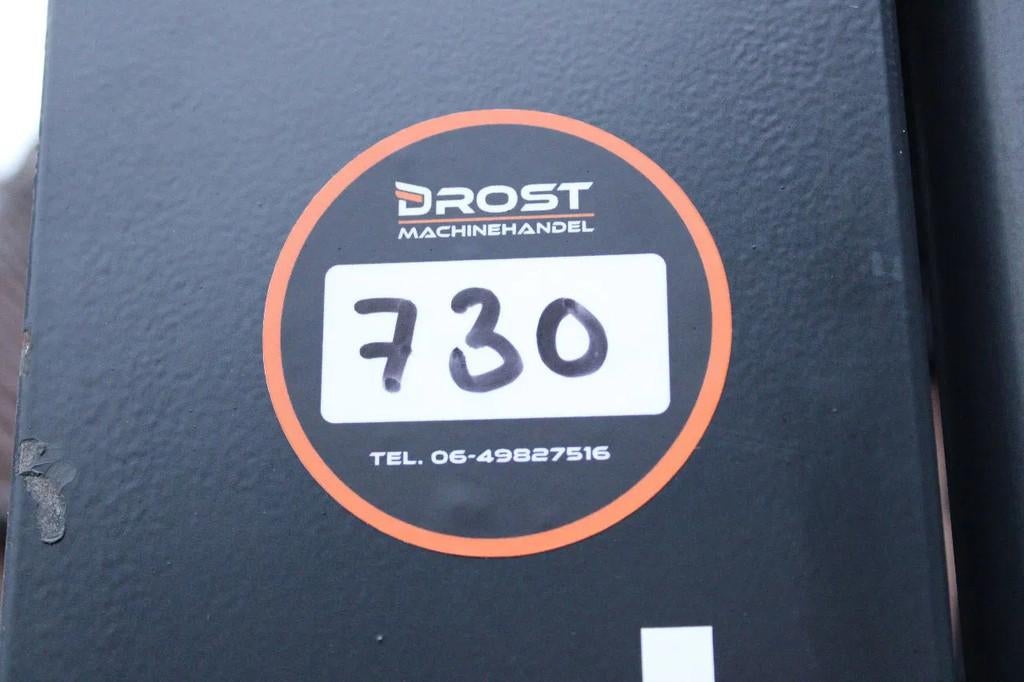 DROST
MACHINEHANDEL
730
TEL. 06-49827516